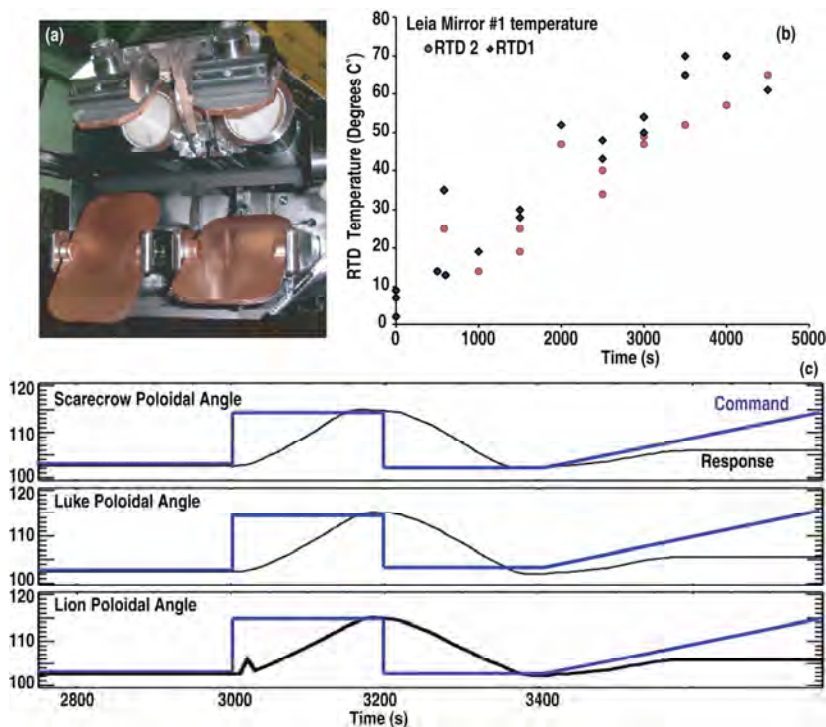 (a)
Leia Mirror #1 temperature
RTD 2 RTD1
(b)
RTD Temperature (Degrees C°)
80
70
60
50
40
30
20
10
0
0 1000 2000 3000 4000 5000
Time (s)
(c)
120
110
100
Scarecrow Poloidal Angle
Command
Response
120
110
100
Luke Poloidal Angle
120
110
100
Lion Poloidal Angle
2800 3000 3200 3400
Time (s)